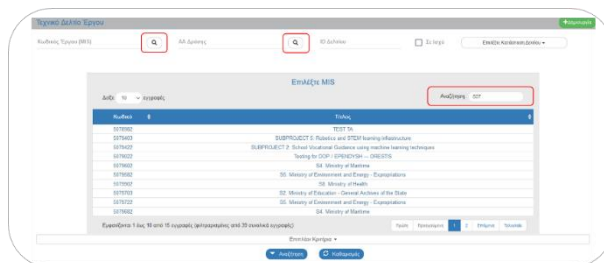 Τεχνικό Δελτίο Έργου
+Δημιουργία
Κωδικός Έργου (MIS) ΑΑ Δράσης ID Δελτίου Σε Ισχύ Επιλέξτε Κατάσταση Δελτίου
Επιλέξτε MIS
Δείξε 10 εγγραφές Αναζήτηση: 507
Κωδικό Τίτλος
TEST TA
SUBPROJECT 5: Robotics and STEM learning infrastructure
SUBPROJECT 2: School Vocational Guidance using machine learning techniques
Testing for OOP / EPENDYSH — ORESTIS
S4. Ministry of Maritime
S5. Ministry of Environment and Energy - Expropriations
S8. Ministry of Health
S2. Ministry of Education - General Archives of the State
S5. Ministry of Environment and Energy - Expropriations
S4. Ministry of Maritime
Εμφανίζονται 1 έως 10 από 15 εγγραφές (φιλτραρισμένες από 20 συνολικά εγγραφές) Πρώτη Προηγούμενη 1 2 Επόμενη Τελευταία
Επιπλέον Κριτήρια
Αναζήτηση Καθαρισμός